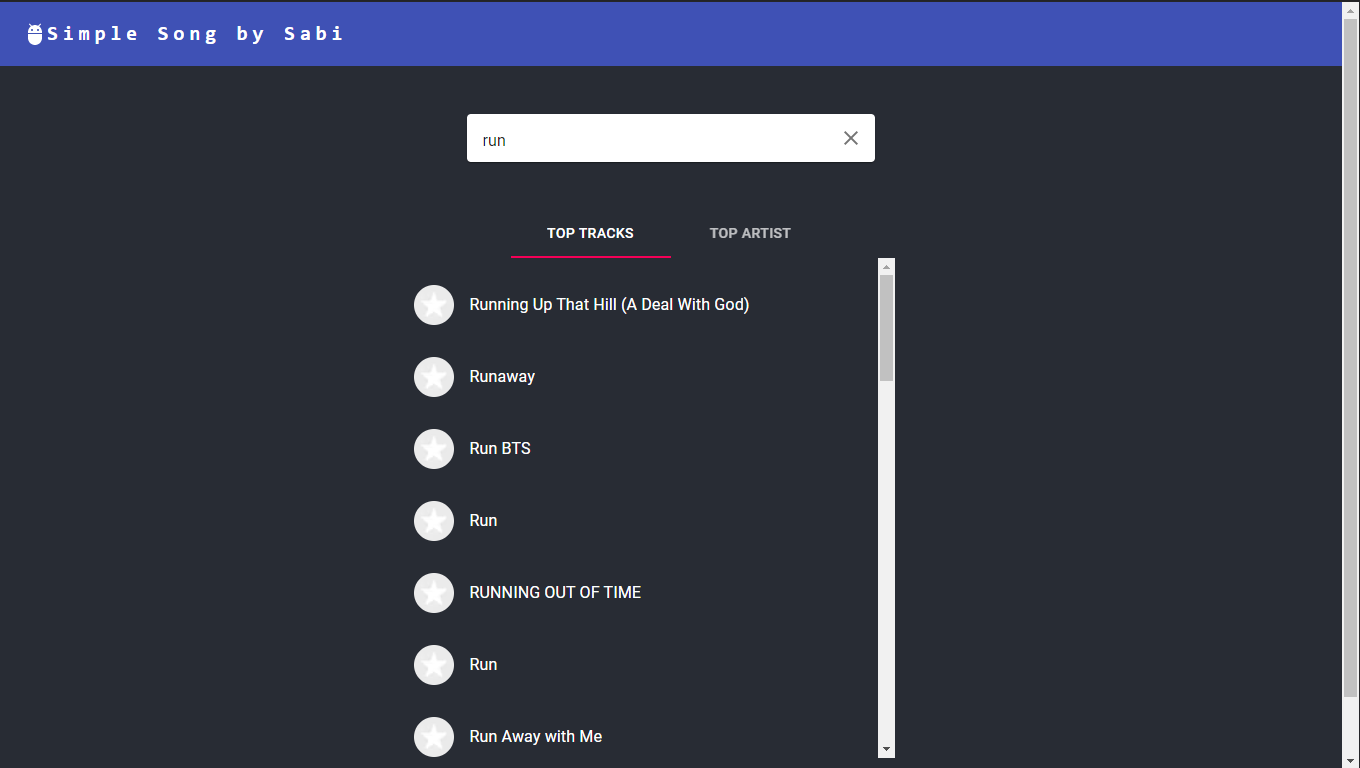 Simple Song by Sabi
run
TOP TRACKS TOP ARTIST
Running Up That Hill (A Deal With God)
Runaway
Run BTS
Run
RUNNING OUT OF TIME
Run
Run Away with Me